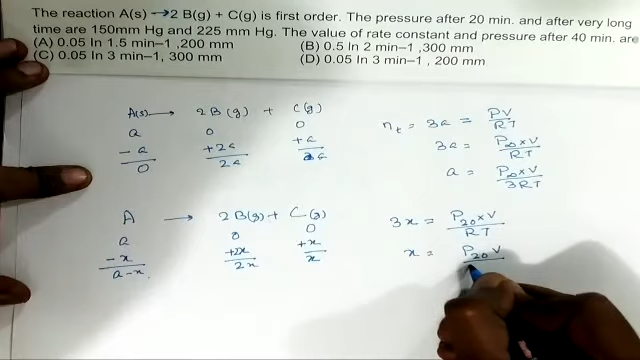 The reaction A(s) → 2 B(g) + C(g) is first order. The pressure after 20 min. and after very long
time are 150mm Hg and 225 mm Hg. The value of rate constant and pressure after 40 min. are
(A) 0.05 ln 1.5 min–1 ,200 mm (B) 0.5 ln 2 min–1 ,300 mm
(C) 0.05 ln 3 min–1, 300 mm (D) 0.05 ln 3 min–1 , 200 mm
A(s) → 2B(g) + C(g)
a 0 0
-a +2a +a
0 2a a
n_t = 3a = PV/RT
3a = P∞ × V / RT
a = P∞ × V / 3RT
A → 2B(g) + C(g)
a 0 0
-x +2x +x
a-x 2x x
3x = P20 × V / RT
x = P20 V